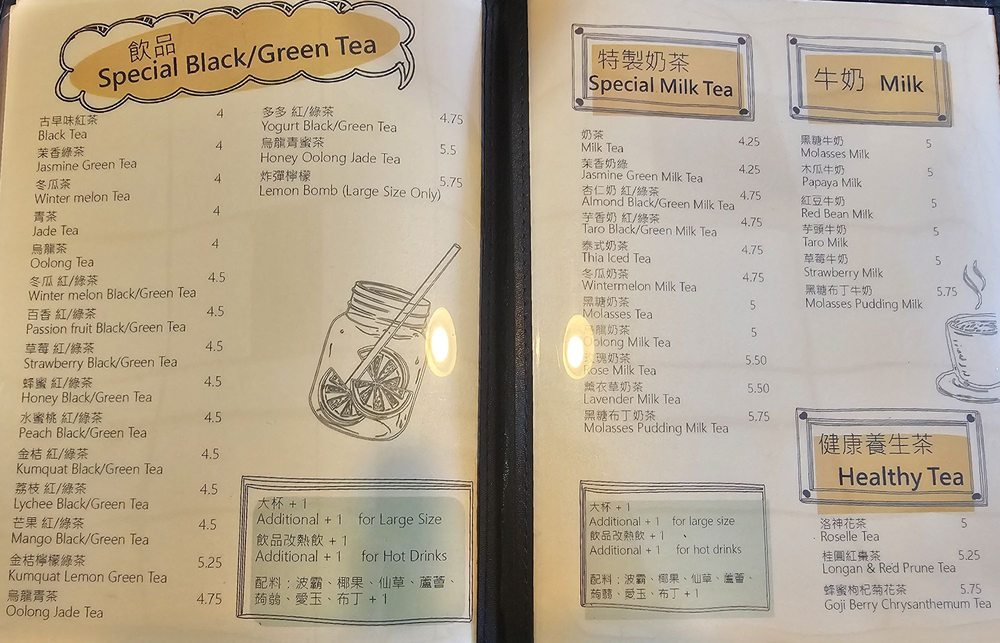 飲品
Special Black/Green Tea
古早味紅茶 4
Black Tea
茉香綠茶 4
Jasmine Green Tea
冬瓜茶 4
Winter melon Tea
青茶 4
Jade Tea
烏龍茶 4
Oolong Tea
冬瓜 紅/綠茶 4.5
Winter melon Black/Green Tea
百香 紅/綠茶 4.5
Passion fruit Black/Green Tea
草莓 紅/綠茶 4.5
Strawberry Black/Green Tea
蜂蜜 紅/綠茶 4.5
Honey Black/Green Tea
水蜜桃 紅/綠茶 4.5
Peach Black/Green Tea
金桔 紅/綠茶 4.5
Kumquat Black/Green Tea
荔枝 紅/綠茶 4.5
Lychee Black/Green Tea
芒果 紅/綠茶 4.5
Mango Black/Green Tea
金桔檸檬綠茶 5.25
Kumquat Lemon Green Tea
烏龍青茶 4.75
Oolong Jade Tea
多多 紅/綠茶 4.75
Yogurt Black/Green Tea
烏龍青蜜茶 5.5
Honey Oolong Jade Tea
炸彈檸檬 5.75
Lemon Bomb (Large Size Only)
大杯 + 1
Additional + 1 for Large Size
飲品改熱飲 + 1
Additional + 1 for Hot Drinks
配料：波霸、椰果、仙草、蘆薈、
蒟蒻、愛玉、布丁 + 1
特製奶茶
Special Milk Tea
奶茶 4.25
Milk Tea
茉香奶綠 4.25
Jasmine Green Milk Tea
杏仁奶 紅/綠茶 4.75
Almond Black/Green Milk Tea
芋香奶 紅/綠茶 4.75
Taro Black/Green Milk Tea
泰式奶茶 4.75
Thia Iced Tea
冬瓜奶茶 4.75
Wintermelon Milk Tea
黑糖奶茶 5
Molasses Tea
烏龍奶茶 5
Oolong Milk Tea
玫瑰奶茶 5.50
Rose Milk Tea
薰衣草奶茶 5.50
Lavender Milk Tea
黑糖布丁奶茶 5.75
Molasses Pudding Milk Tea
大杯 + 1
Additional + 1 for large size
飲品改熱飲 + 1
Additional + 1 for hot drinks
配料：波霸、椰果、仙草、蘆薈、
蒟蒻、愛玉、布丁 + 1
牛奶 Milk
黑糖牛奶 5
Molasses Milk
木瓜牛奶 5
Papaya Milk
紅豆牛奶 5
Red Bean Milk
芋頭牛奶 5
Taro Milk
草莓牛奶 5
Strawberry Milk
黑糖布丁牛奶 5.75
Molasses Pudding Milk
健康養生茶
Healthy Tea
洛神花茶 5
Roselle Tea
桂圓紅棗茶 5.25
Longan & Red Prune Tea
蜂蜜枸杞菊花茶 5.75
Goji Berry Chrysanthemum Tea